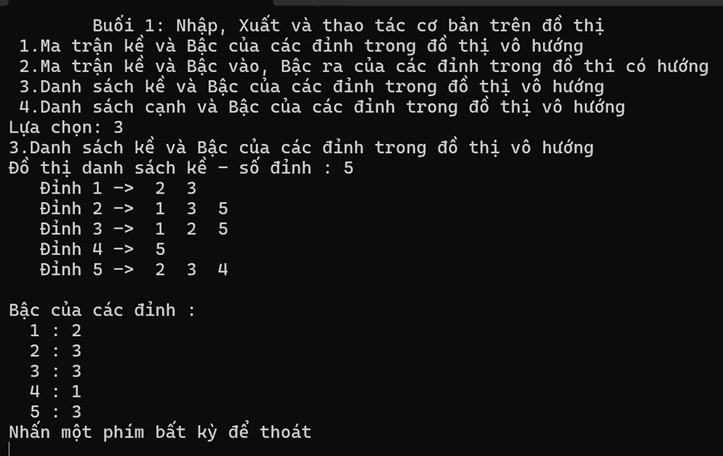 Buổi 1: Nhập, Xuất và thao tác cơ bản trên đồ thị
1.Ma trận kề và Bậc của các đỉnh trong đồ thị vô hướng
2.Ma trận kề và Bậc vào, Bậc ra của các đỉnh trong đồ thi có hướng
3.Danh sách kề và Bậc của các đỉnh trong đồ thị vô hướng
4.Danh sách cạnh và Bậc của các đỉnh trong đồ thị vô hướng
Lựa chọn: 3
3.Danh sách kề và Bậc của các đỉnh trong đồ thị vô hướng
Đồ thị danh sách kề - số đỉnh : 5
Đỉnh 1 -> 2 3
Đỉnh 2 -> 1 3 5
Đỉnh 3 -> 1 2 5
Đỉnh 4 -> 5
Đỉnh 5 -> 2 3 4
Bậc của các đỉnh :
1 : 2
2 : 3
3 : 3
4 : 1
5 : 3
Nhấn một phím bất kỳ để thoát